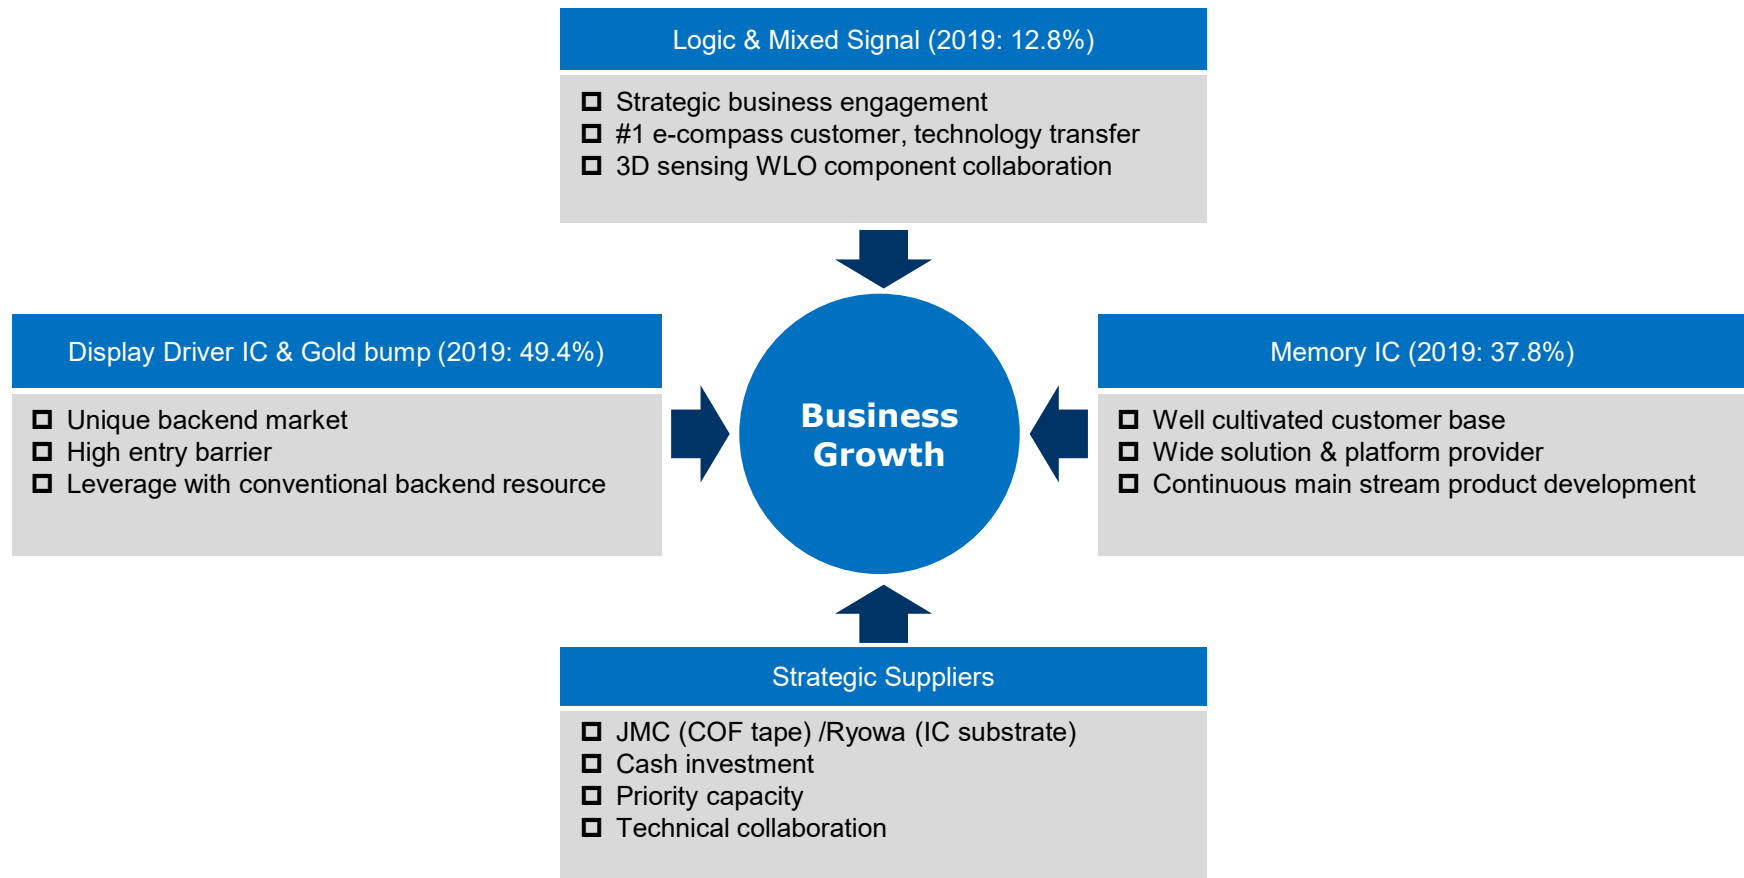 Logic & Mixed Signal (2019: 12.8%)
Strategic business engagement
#1 e-compass customer, technology transfer
3D sensing WLO component collaboration
Display Driver IC & Gold bump (2019: 49.4%)
Unique backend market
High entry barrier
Leverage with conventional backend resource
Business
Growth
Memory IC (2019: 37.8%)
Well cultivated customer base
Wide solution & platform provider
Continuous main stream product development
Strategic Suppliers
JMC (COF tape) /Ryowa (IC substrate)
Cash investment
Priority capacity
Technical collaboration